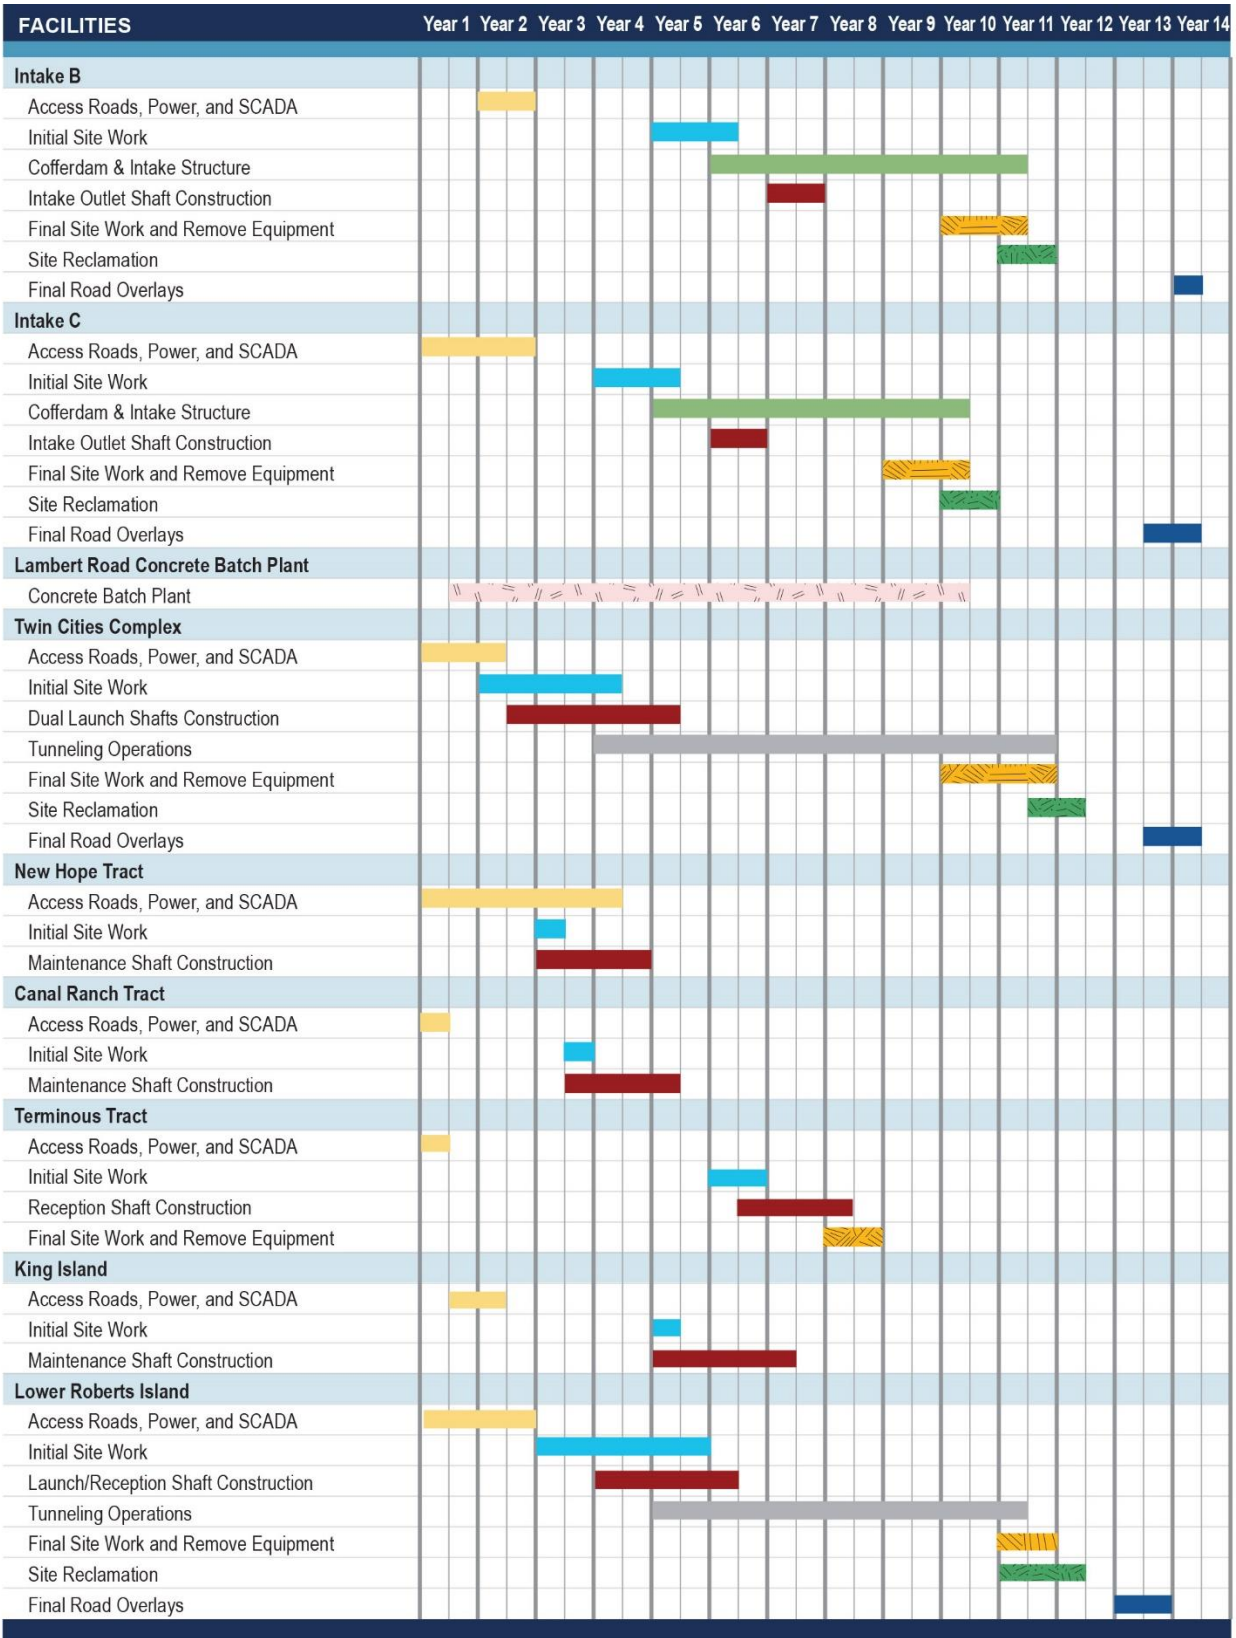 FACILITIES Year 1 Year 2 Year 3 Year 4 Year 5 Year 6 Year 7 Year 8 Year 9 Year 10 Year 11 Year 12 Year 13 Year 14
Intake B
Access Roads, Power, and SCADA
Initial Site Work
Cofferdam & Intake Structure
Intake Outlet Shaft Construction
Final Site Work and Remove Equipment
Site Reclamation
Final Road Overlays
Intake C
Access Roads, Power, and SCADA
Initial Site Work
Cofferdam & Intake Structure
Intake Outlet Shaft Construction
Final Site Work and Remove Equipment
Site Reclamation
Final Road Overlays
Lambert Road Concrete Batch Plant
Concrete Batch Plant
Twin Cities Complex
Access Roads, Power, and SCADA
Initial Site Work
Dual Launch Shafts Construction
Tunneling Operations
Final Site Work and Remove Equipment
Site Reclamation
Final Road Overlays
New Hope Tract
Access Roads, Power, and SCADA
Initial Site Work
Maintenance Shaft Construction
Canal Ranch Tract
Access Roads, Power, and SCADA
Initial Site Work
Maintenance Shaft Construction
Terminous Tract
Access Roads, Power, and SCADA
Initial Site Work
Reception Shaft Construction
Final Site Work and Remove Equipment
King Island
Access Roads, Power, and SCADA
Initial Site Work
Maintenance Shaft Construction
Lower Roberts Island
Access Roads, Power, and SCADA
Initial Site Work
Launch/Reception Shaft Construction
Tunneling Operations
Final Site Work and Remove Equipment
Site Reclamation
Final Road Overlays